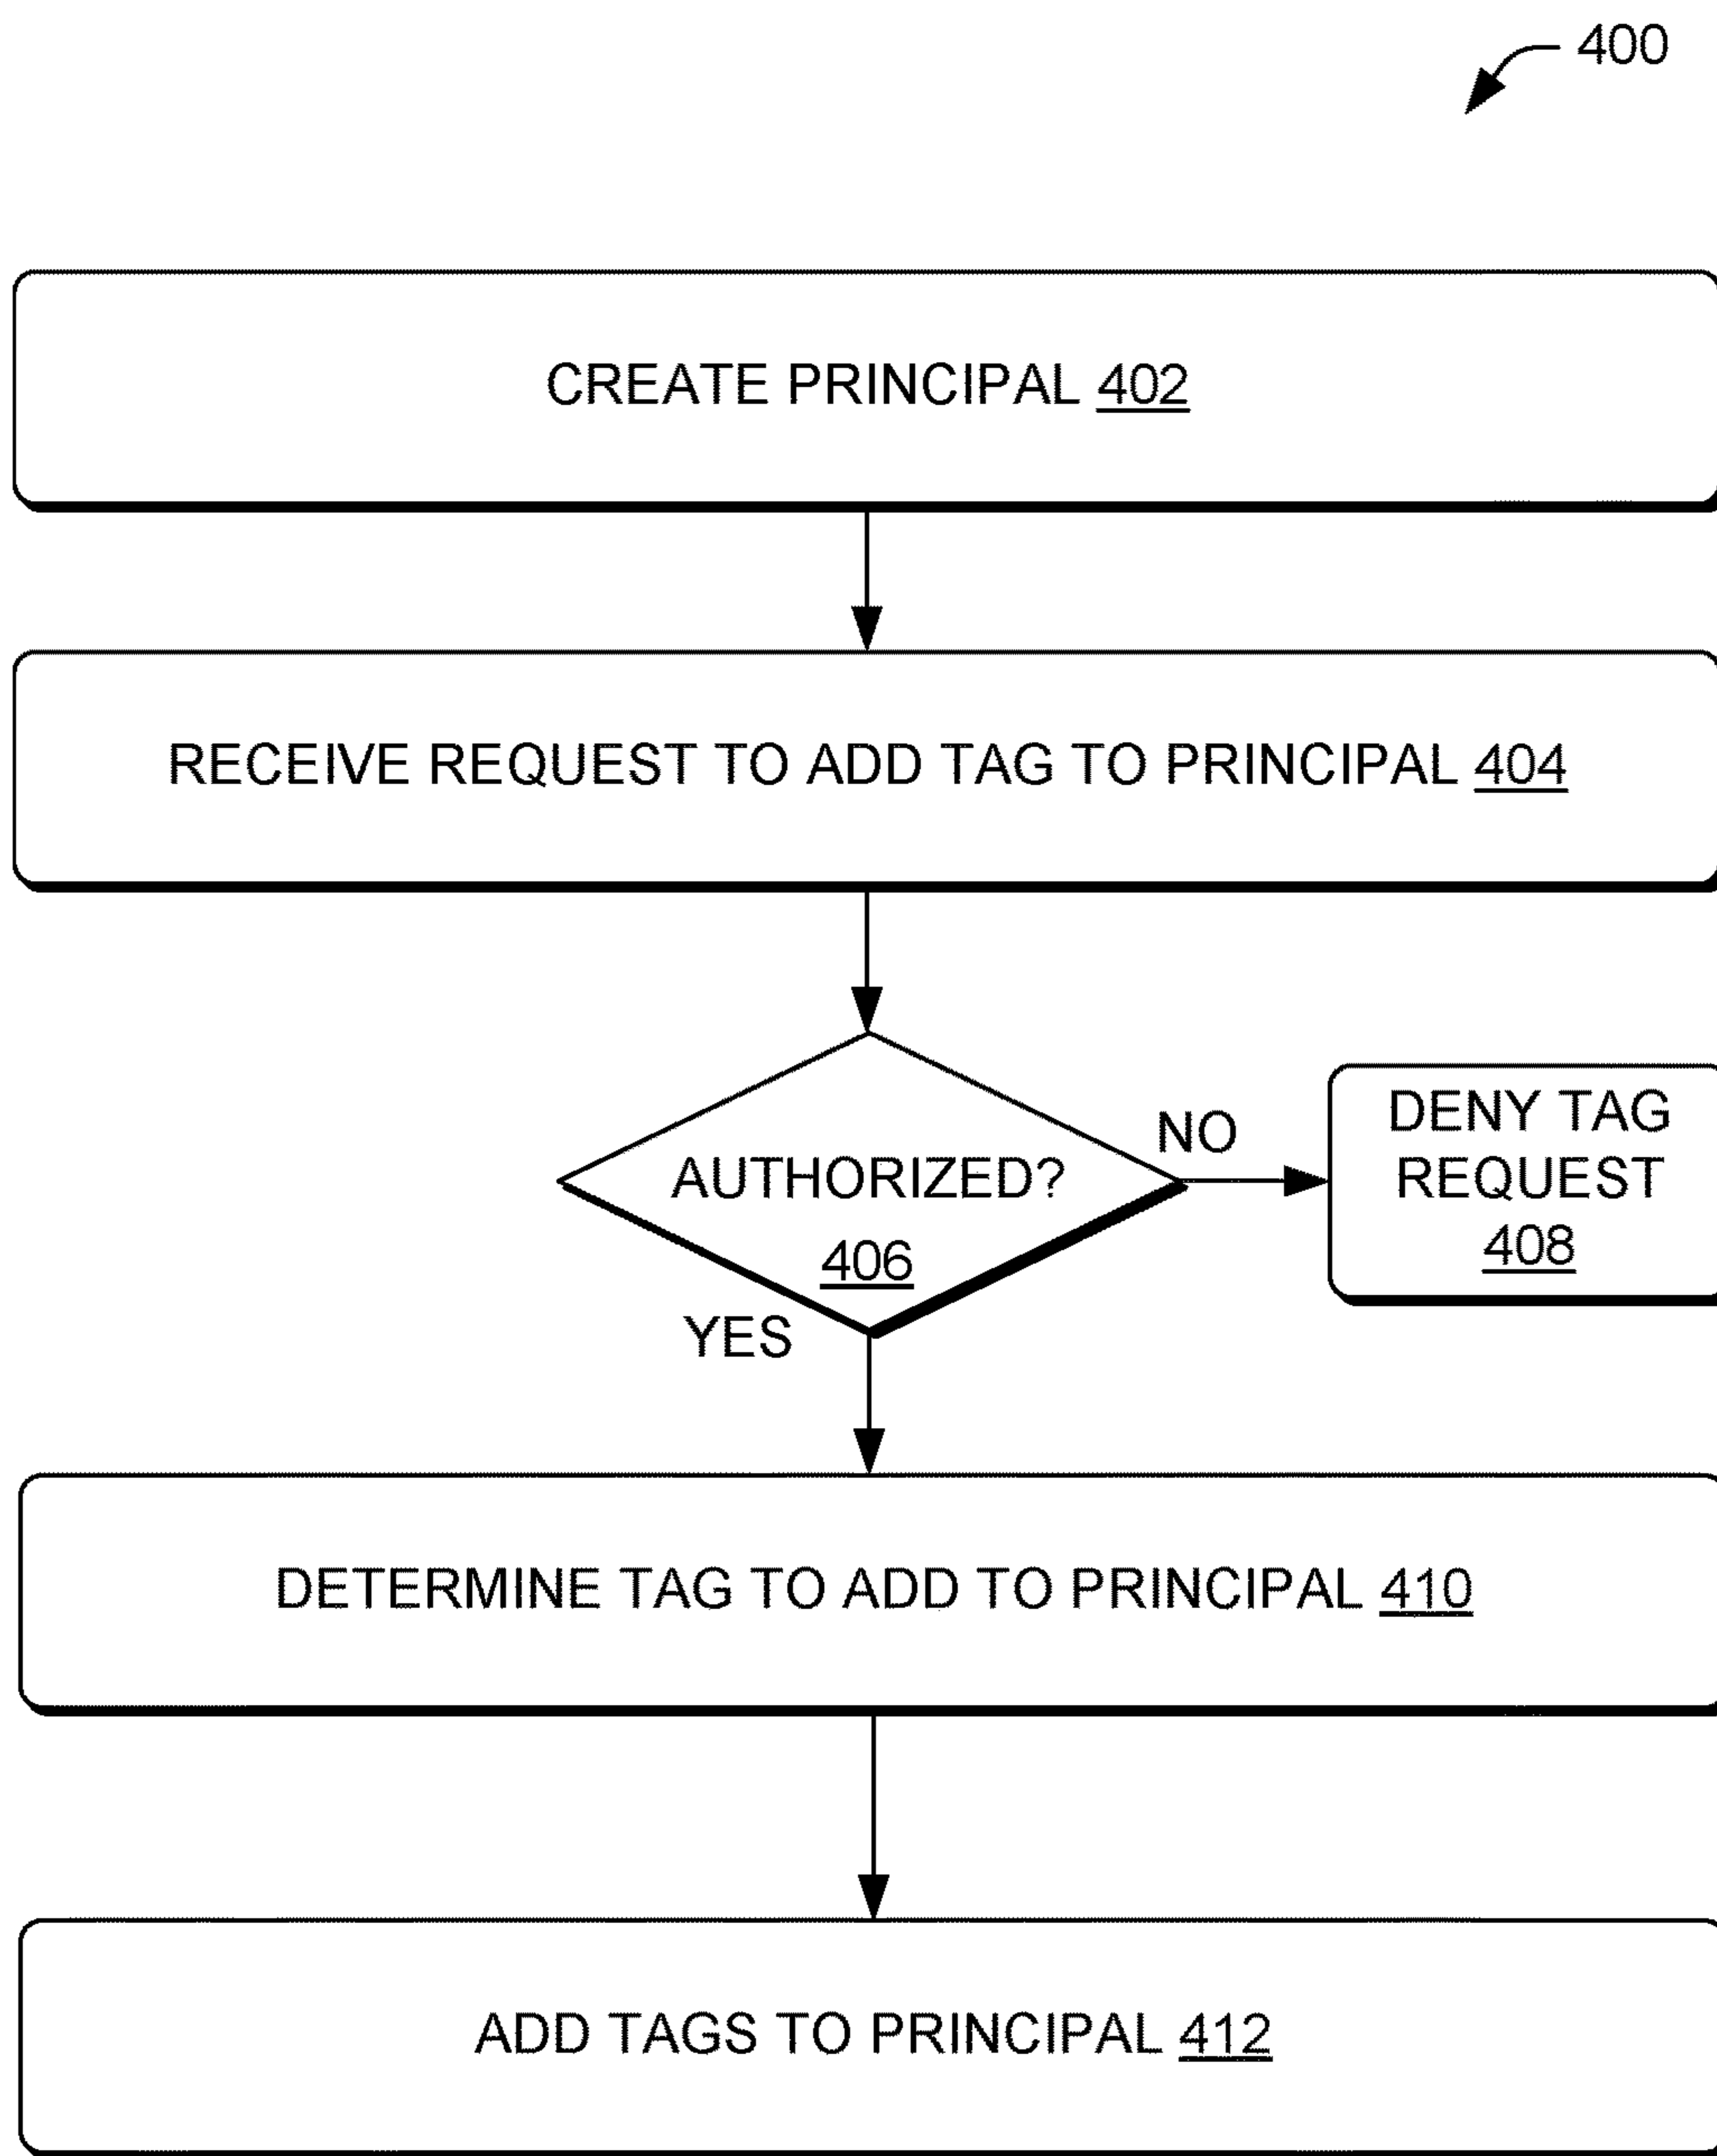 400
CREATE PRINCIPAL 402
RECEIVE REQUEST TO ADD TAG TO PRINCIPAL 404
AUTHORIZED?
406
NO
DENY TAG
REQUEST
408
YES
DETERMINE TAG TO ADD TO PRINCIPAL 410
ADD TAGS TO PRINCIPAL 412